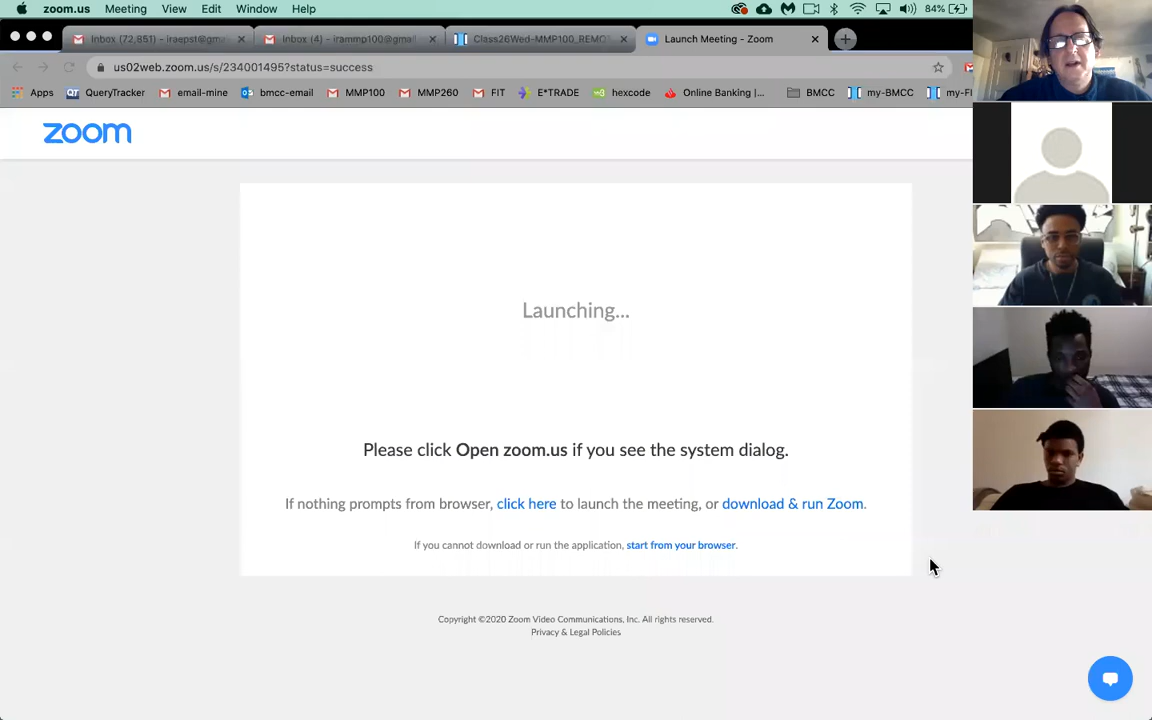 zoom.us Meeting View Edit Window Help 84%
Inbox (72,851) - iraepst@gma Inbox (4) - irammp100@gmail Class26Wed-MMP100_REMOT Launch Meeting - Zoom
us02web.zoom.us/s/234001495?status=success
Apps QT QueryTracker email-mine bmcc-email MMP100 MMP260 FIT E*TRADE hexcode Online Banking |... BMCC my-BMCC my-FI
zoom
Launching...
Please click Open zoom.us if you see the system dialog.
If nothing prompts from browser, click here to launch the meeting, or download & run Zoom.
If you cannot download or run the application, start from your browser.
Copyright ©2020 Zoom Video Communications, Inc. All rights reserved.
Privacy & Legal Policies